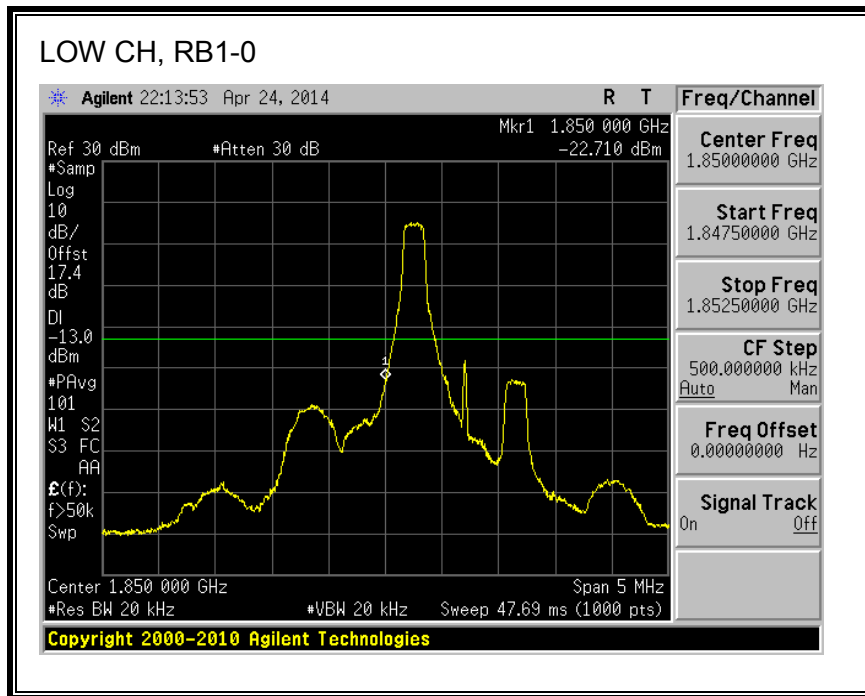 LOW CH, RB1-0
Agilent 22:13:53 Apr 24, 2014 R T Freq/Channel
Mkr1 1.850 000 GHz
Ref 30 dBm #Atten 30 dB -22.710 dBm
#Samp
Log
10
dB/
Offst
17.4
dB
DI
-13.0
dBm
#PAvg
101
W1 S2
S3 FC
AA
£(f):
f>50k
Swp
1
Center 1.850 000 GHz Span 5 MHz
#Res BW 20 kHz #VBW 20 kHz Sweep 47.69 ms (1000 pts)
Copyright 2000-2010 Agilent Technologies
Center Freq
1.85000000 GHz
Start Freq
1.84750000 GHz
Stop Freq
1.85250000 GHz
CF Step
500.000000 kHz
Auto Man
Freq Offset
0.00000000 Hz
Signal Track
On Off